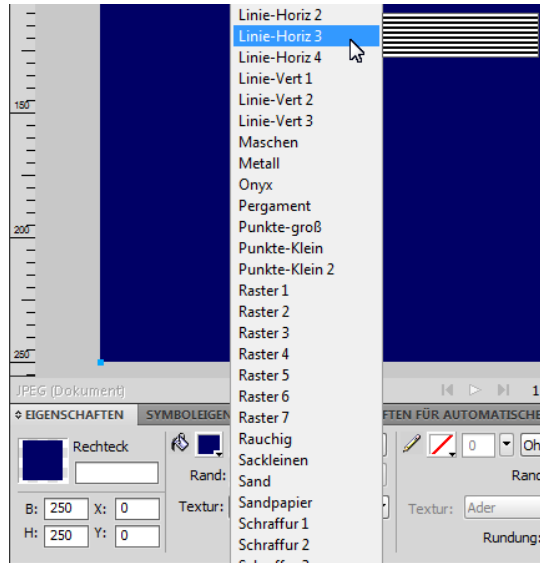 Linie-Horiz 2
Linie-Horiz 3
Linie-Horiz 4
Linie-Vert 1
Linie-Vert 2
Linie-Vert 3
Maschen
Metall
Onyx
Pergament
Punkte-groß
Punkte-Klein
Punkte-Klein 2
Raster 1
Raster 2
Raster 3
Raster 4
Raster 5
Raster 6
Raster 7
Rauchig
Sackleinen
Sand
Sandpapier
Schraffur 1
Schraffur 2
150
200
250
JPEG (Dokument)
1
EIGENSCHAFTEN SYMBOLEIGEN FTEN FÜR AUTOMATISCHE
Rechteck
0 Oh
Rand: Rand
B: 250 X: 0 Textur: Textur: Ader
H: 250 Y: 0 Rundung: